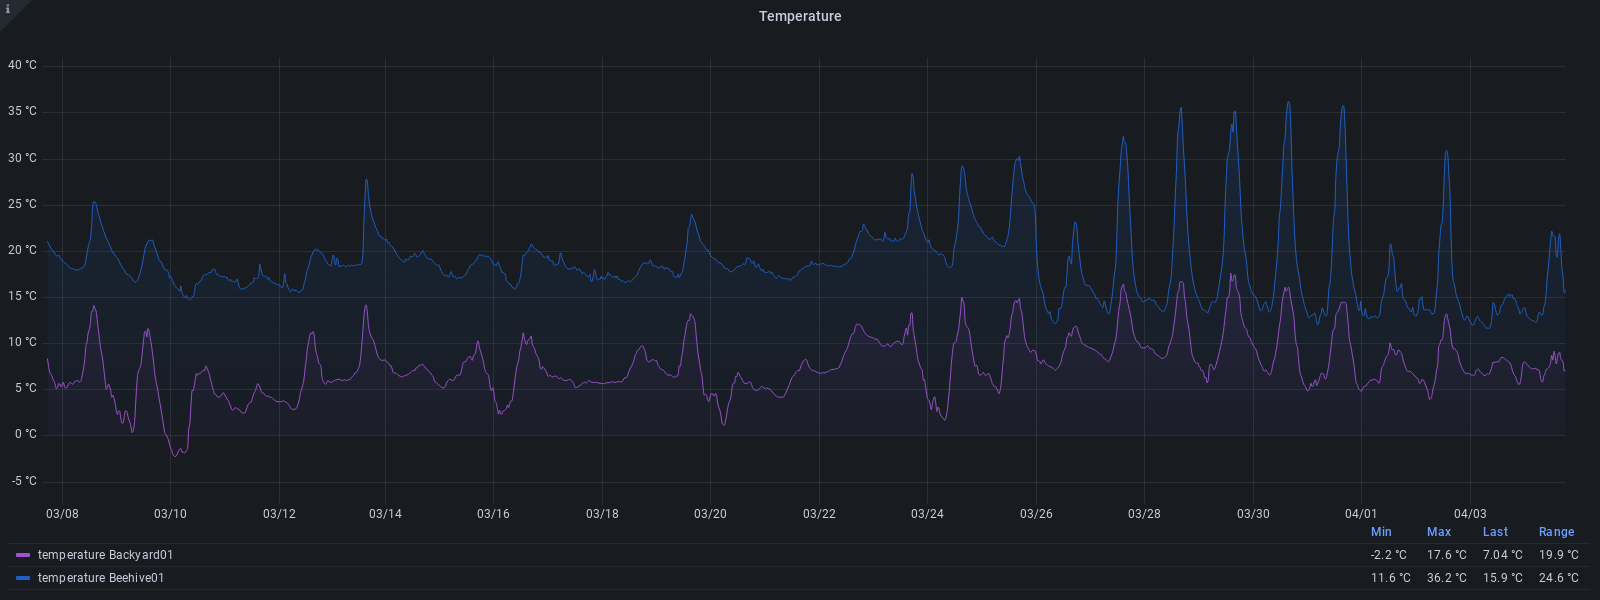 i
Temperature
40 °C
35 °C
30 °C
25 °C
20 °C
15 °C
10 °C
5 °C
0 °C
-5 °C
03/08 03/10 03/12 03/14 03/16 03/18 03/20 03/22 03/24 03/26 03/28 03/30 04/01 04/03
Min Max Last Range
temperature Backyard01 -2.2 °C 17.6 °C 7.04 °C 19.9 °C
temperature Beehive01 11.6 °C 36.2 °C 15.9 °C 24.6 °C